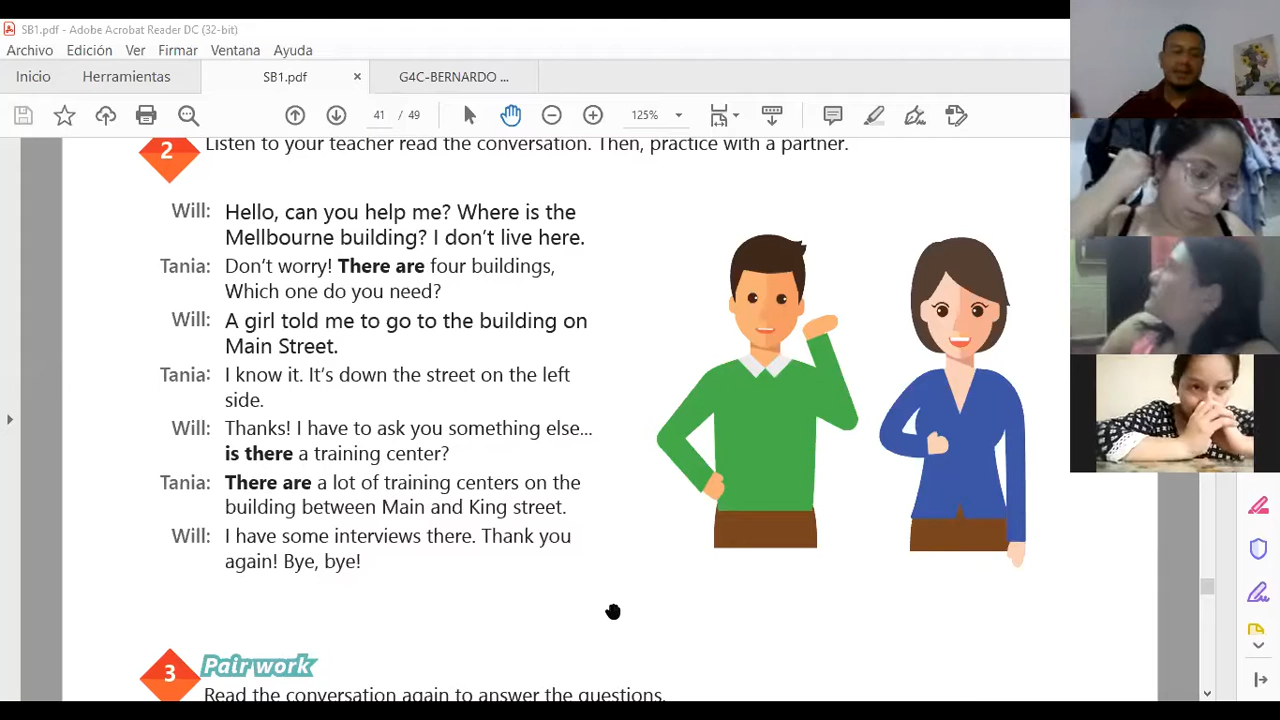 SB1.pdf - Adobe Acrobat Reader DC (32-bit)
Archivo Edición Ver Firmar Ventana Ayuda
Inicio Herramientas SB1.pdf × G4C-BERNARDO ...
41 / 49 125%
2 Listen to your teacher read the conversation. Then, practice with a partner.
Will: Hello, can you help me? Where is the
Mellbourne building? I don't live here.
Tania: Don't worry! There are four buildings,
Which one do you need?
Will: A girl told me to go to the building on
Main Street.
Tania: I know it. It's down the street on the left
side.
Will: Thanks! I have to ask you something else...
is there a training center?
Tania: There are a lot of training centers on the
building between Main and King street.
Will: I have some interviews there. Thank you
again! Bye, bye!
3 Pair work
Read the conversation again to answer the questions.